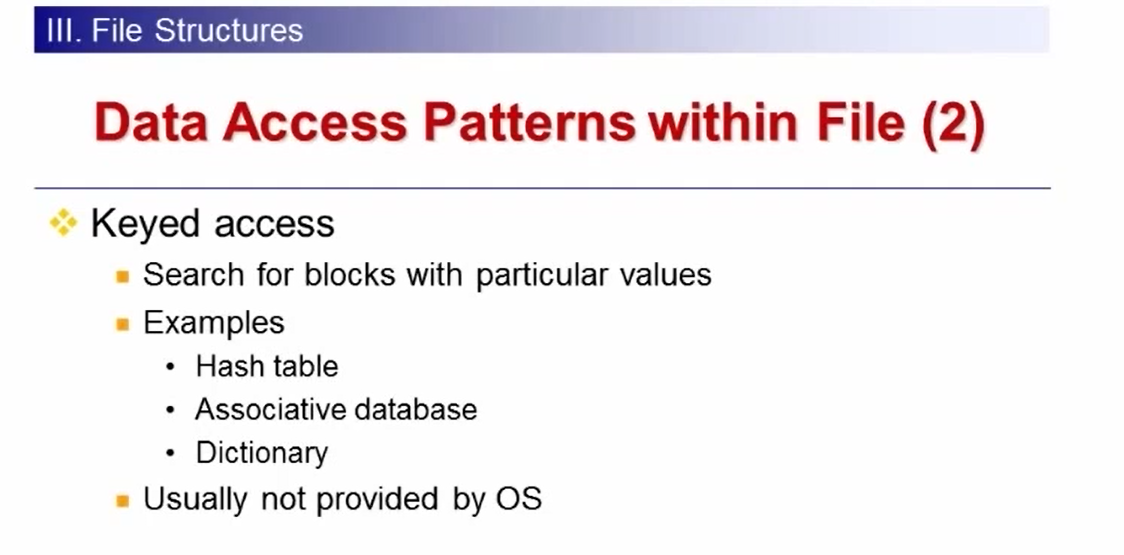 III. File Structures
Data Access Patterns within File (2)
Keyed access
Search for blocks with particular values
Examples
• Hash table
• Associative database
• Dictionary
Usually not provided by OS